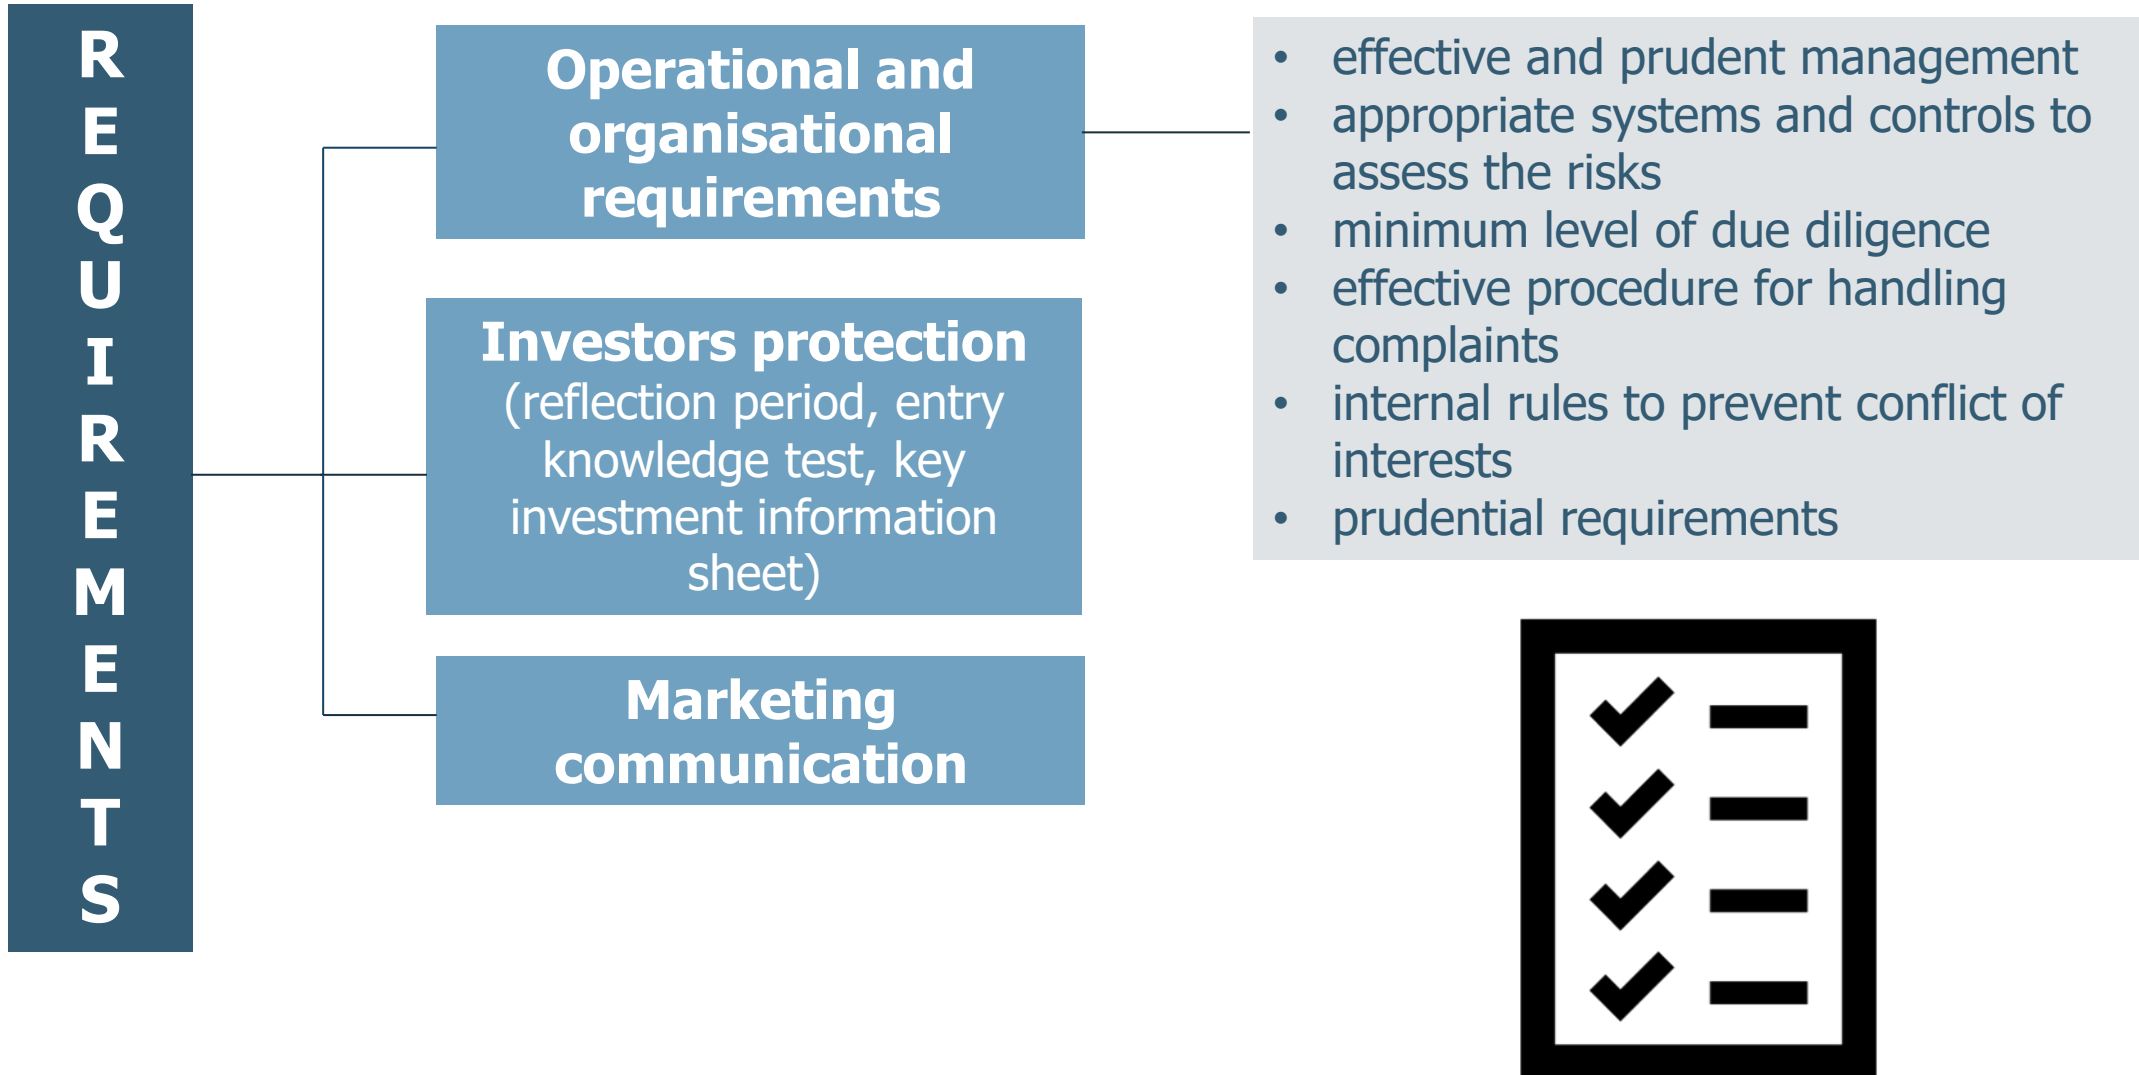 R
E
Q
U
I
R
E
M
E
N
T
S
Operational and
organisational
requirements
Investors protection
(reflection period, entry
knowledge test, key
investment information
sheet)
Marketing
communication
• effective and prudent management
• appropriate systems and controls to
assess the risks
• minimum level of due diligence
• effective procedure for handling
complaints
• internal rules to prevent conflict of
interests
• prudential requirements